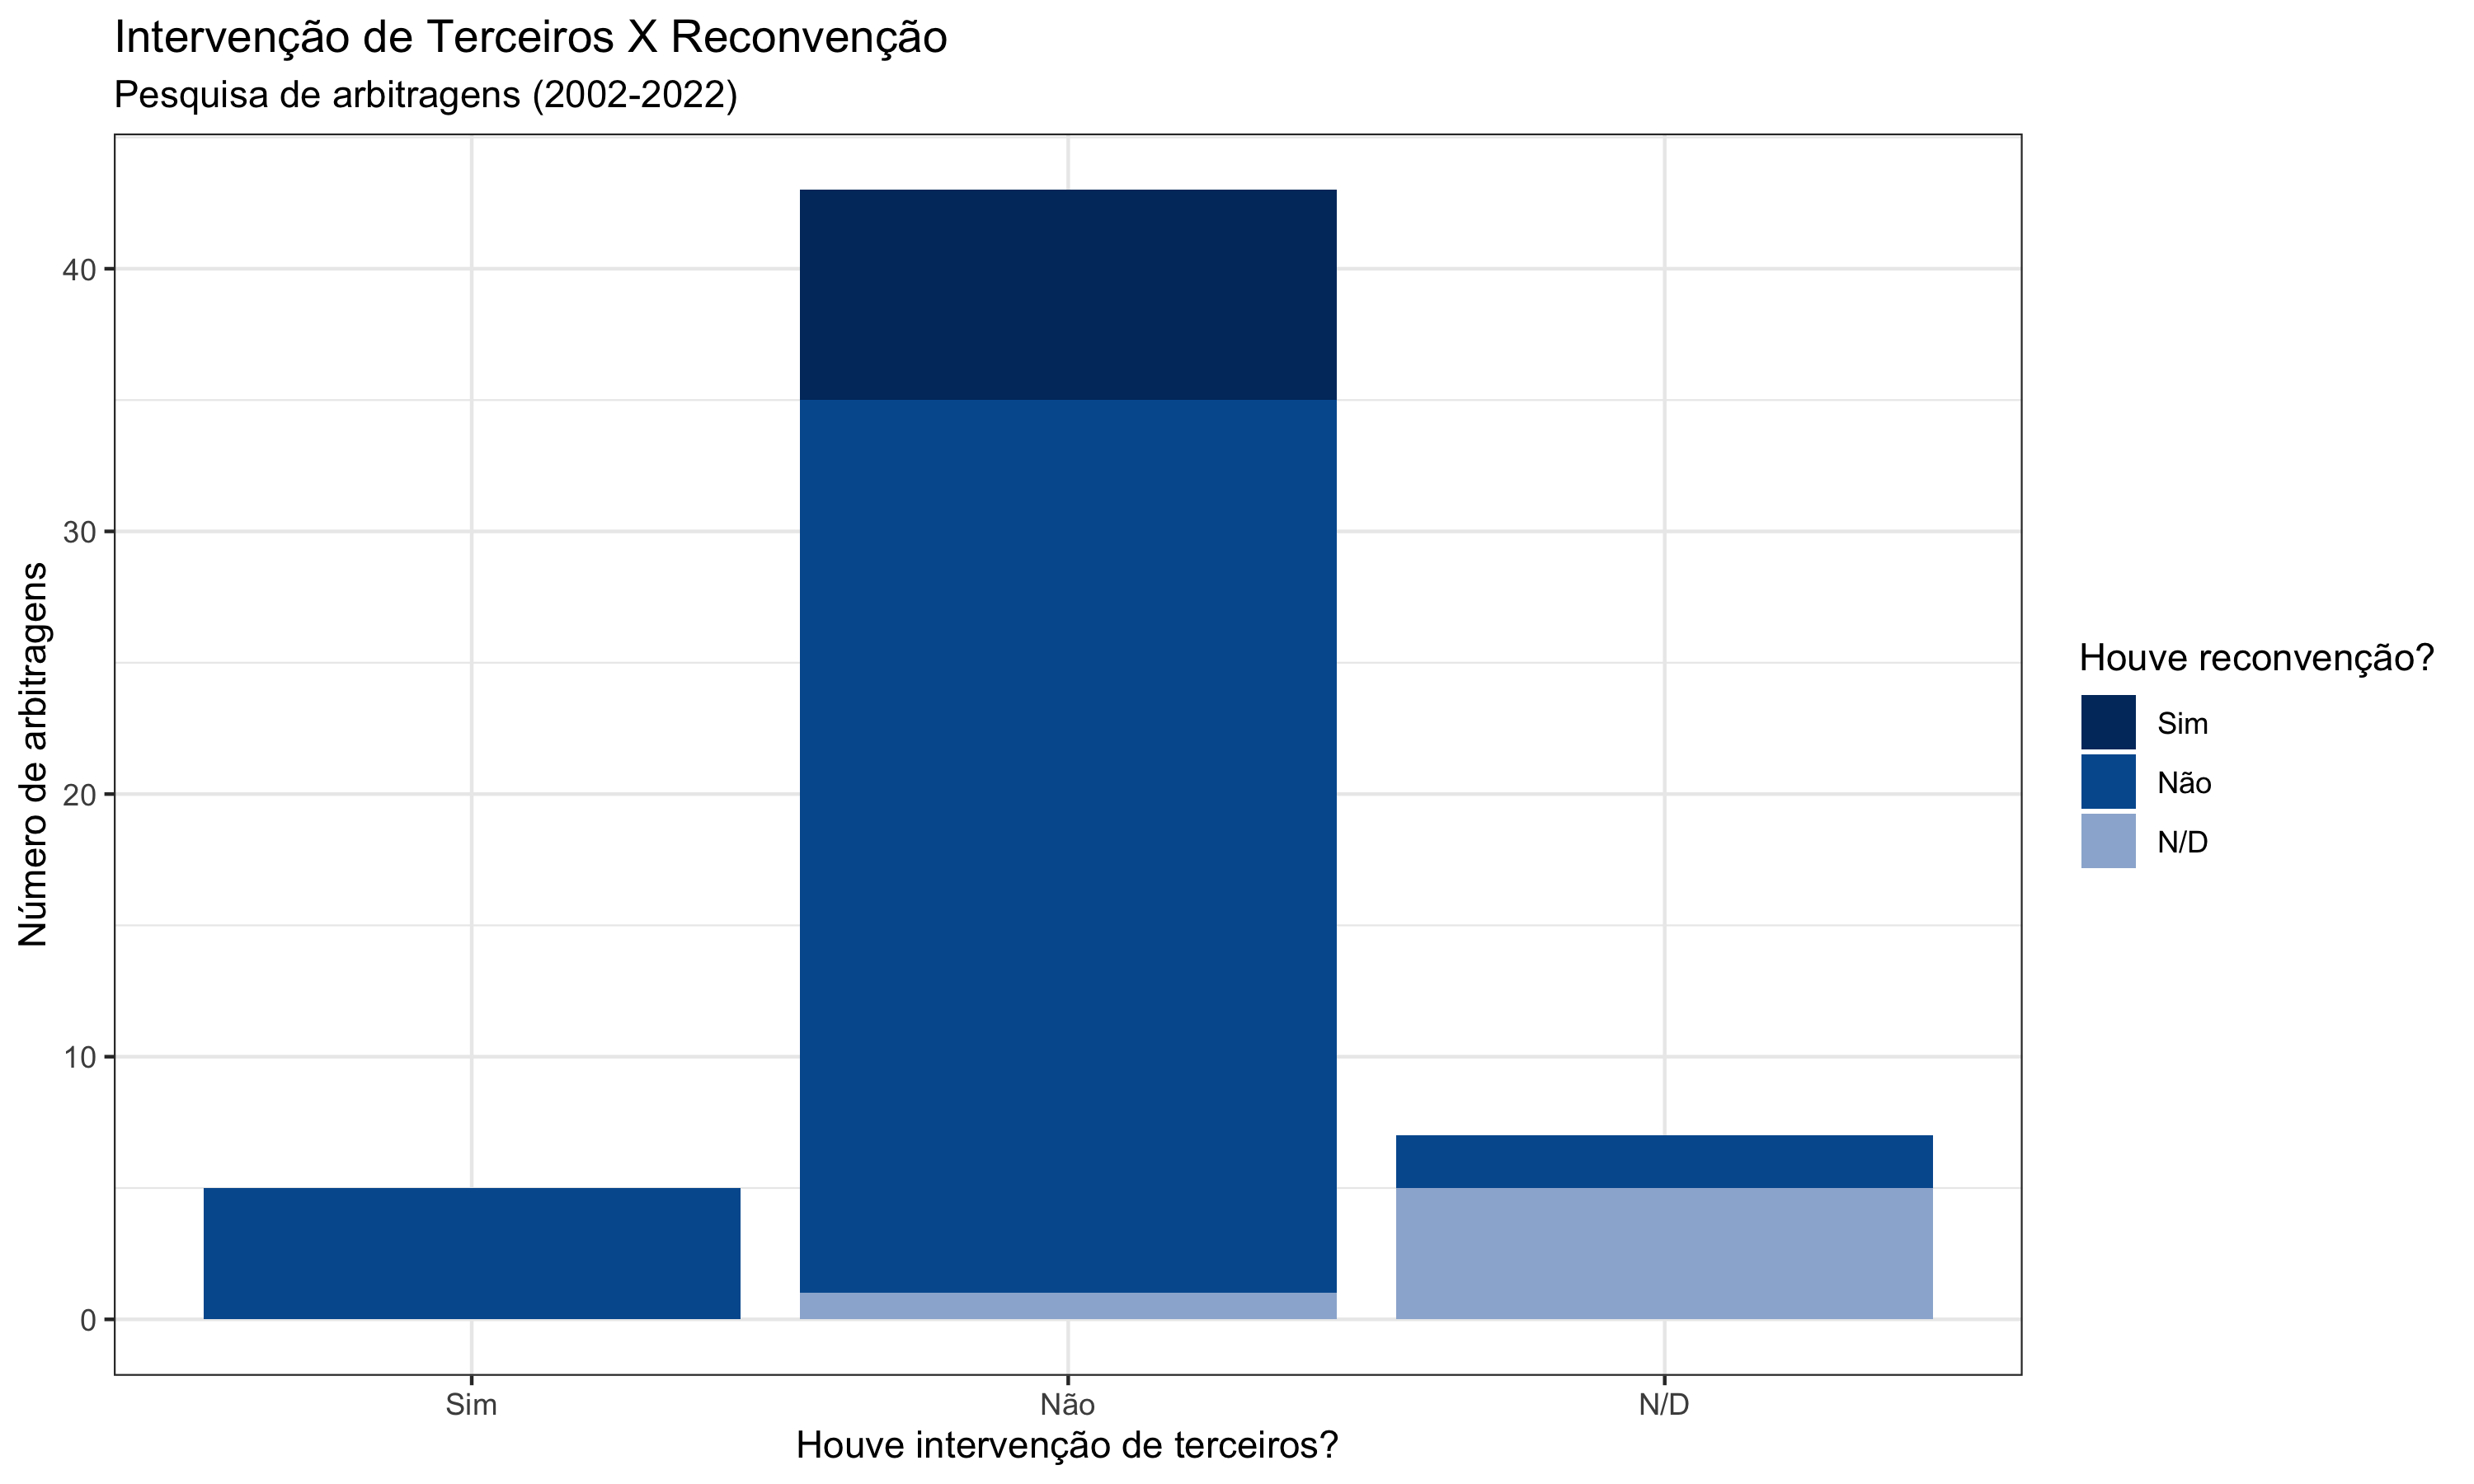 Intervenção de Terceiros X Reconvenção
Pesquisa de arbitragens (2002-2022)
Número de arbitragens
40
30
20
10
0
Sim
Não
N/D
Houve intervenção de terceiros?
Houve reconvenção?
Sim
Não
N/D